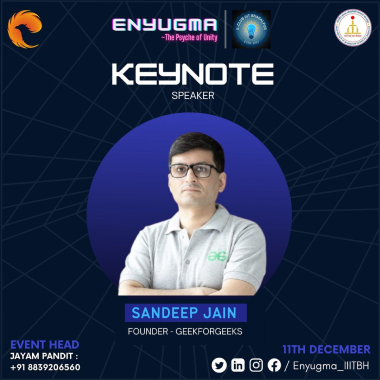 ENYUGMA
~The Psyche of Unity
KEYNOTE
SPEAKER
SANDEEP JAIN
FOUNDER - GEEKFORGEEKS
EVENT HEAD
JAYAM PANDIT :
+91 8839206560
11TH DECEMBER
/ Enyugma_IIITBH